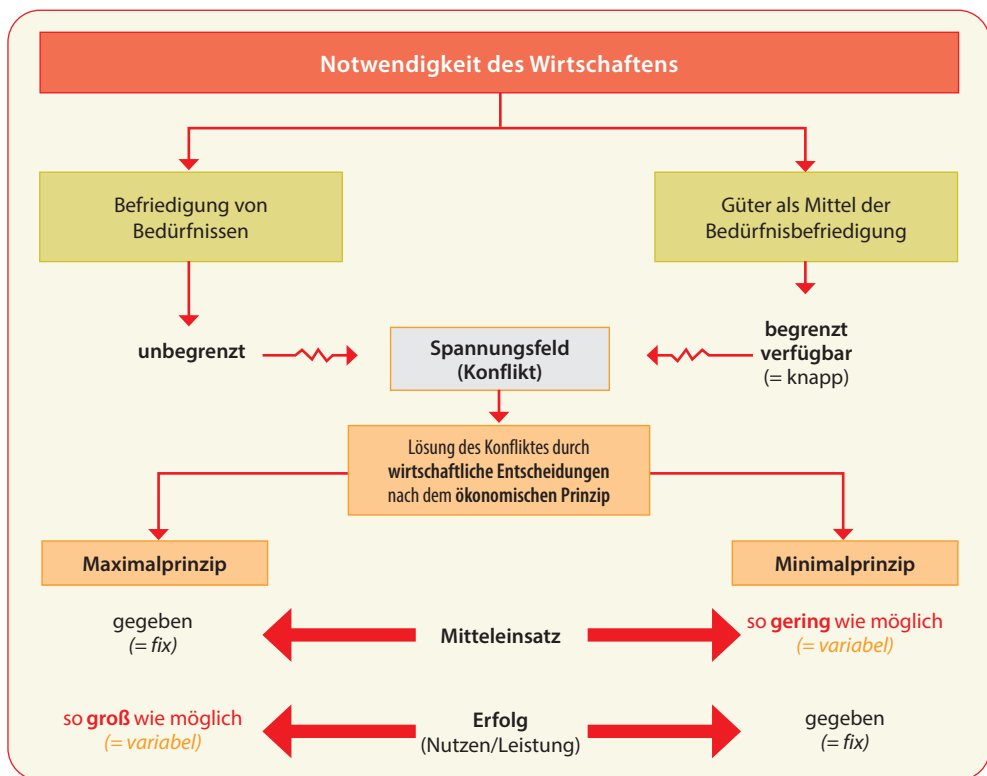 Notwendigkeit des Wirtschaftens
Befriedigung von
Bedürfnissen
Güter als Mittel der
Bedürfnisbefriedigung
unbegrenzt
Spannungsfeld
(Konflikt)
begrenzt
verfügbar
(= knapp)
Lösung des Konfliktes durch
wirtschaftliche Entscheidungen
nach dem ökonomischen Prinzip
Maximalprinzip
Minimalprinzip
gegeben
(= fix)
Mitteleinsatz
so gering wie möglich
(= variabel)
so groß wie möglich
(= variabel)
Erfolg
(Nutzen/Leistung)
gegeben
(= fix)